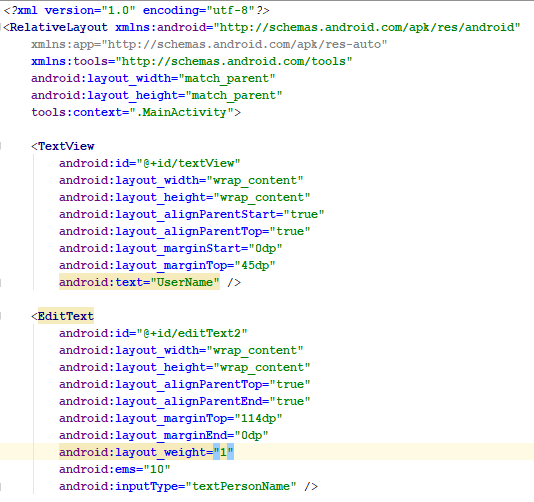 <?xml version="1.0" encoding="utf-8"?>
<RelativeLayout xmlns:android="http://schemas.android.com/apk/res/android"
    xmlns:app="http://schemas.android.com/apk/res-auto"
    xmlns:tools="http://schemas.android.com/tools"
    android:layout_width="match_parent"
    android:layout_height="match_parent"
    tools:context=".MainActivity">

    <TextView
        android:id="@+id/textView"
        android:layout_width="wrap_content"
        android:layout_height="wrap_content"
        android:layout_alignParentStart="true"
        android:layout_alignParentTop="true"
        android:layout_marginStart="0dp"
        android:layout_marginTop="45dp"
        android:text="UserName" />

    <EditText
        android:id="@+id/editText2"
        android:layout_width="wrap_content"
        android:layout_height="wrap_content"
        android:layout_alignParentTop="true"
        android:layout_alignParentEnd="true"
        android:layout_marginTop="114dp"
        android:layout_marginEnd="0dp"
        android:layout_weight="1"
        android:ems="10"
        android:inputType="textPersonName" />